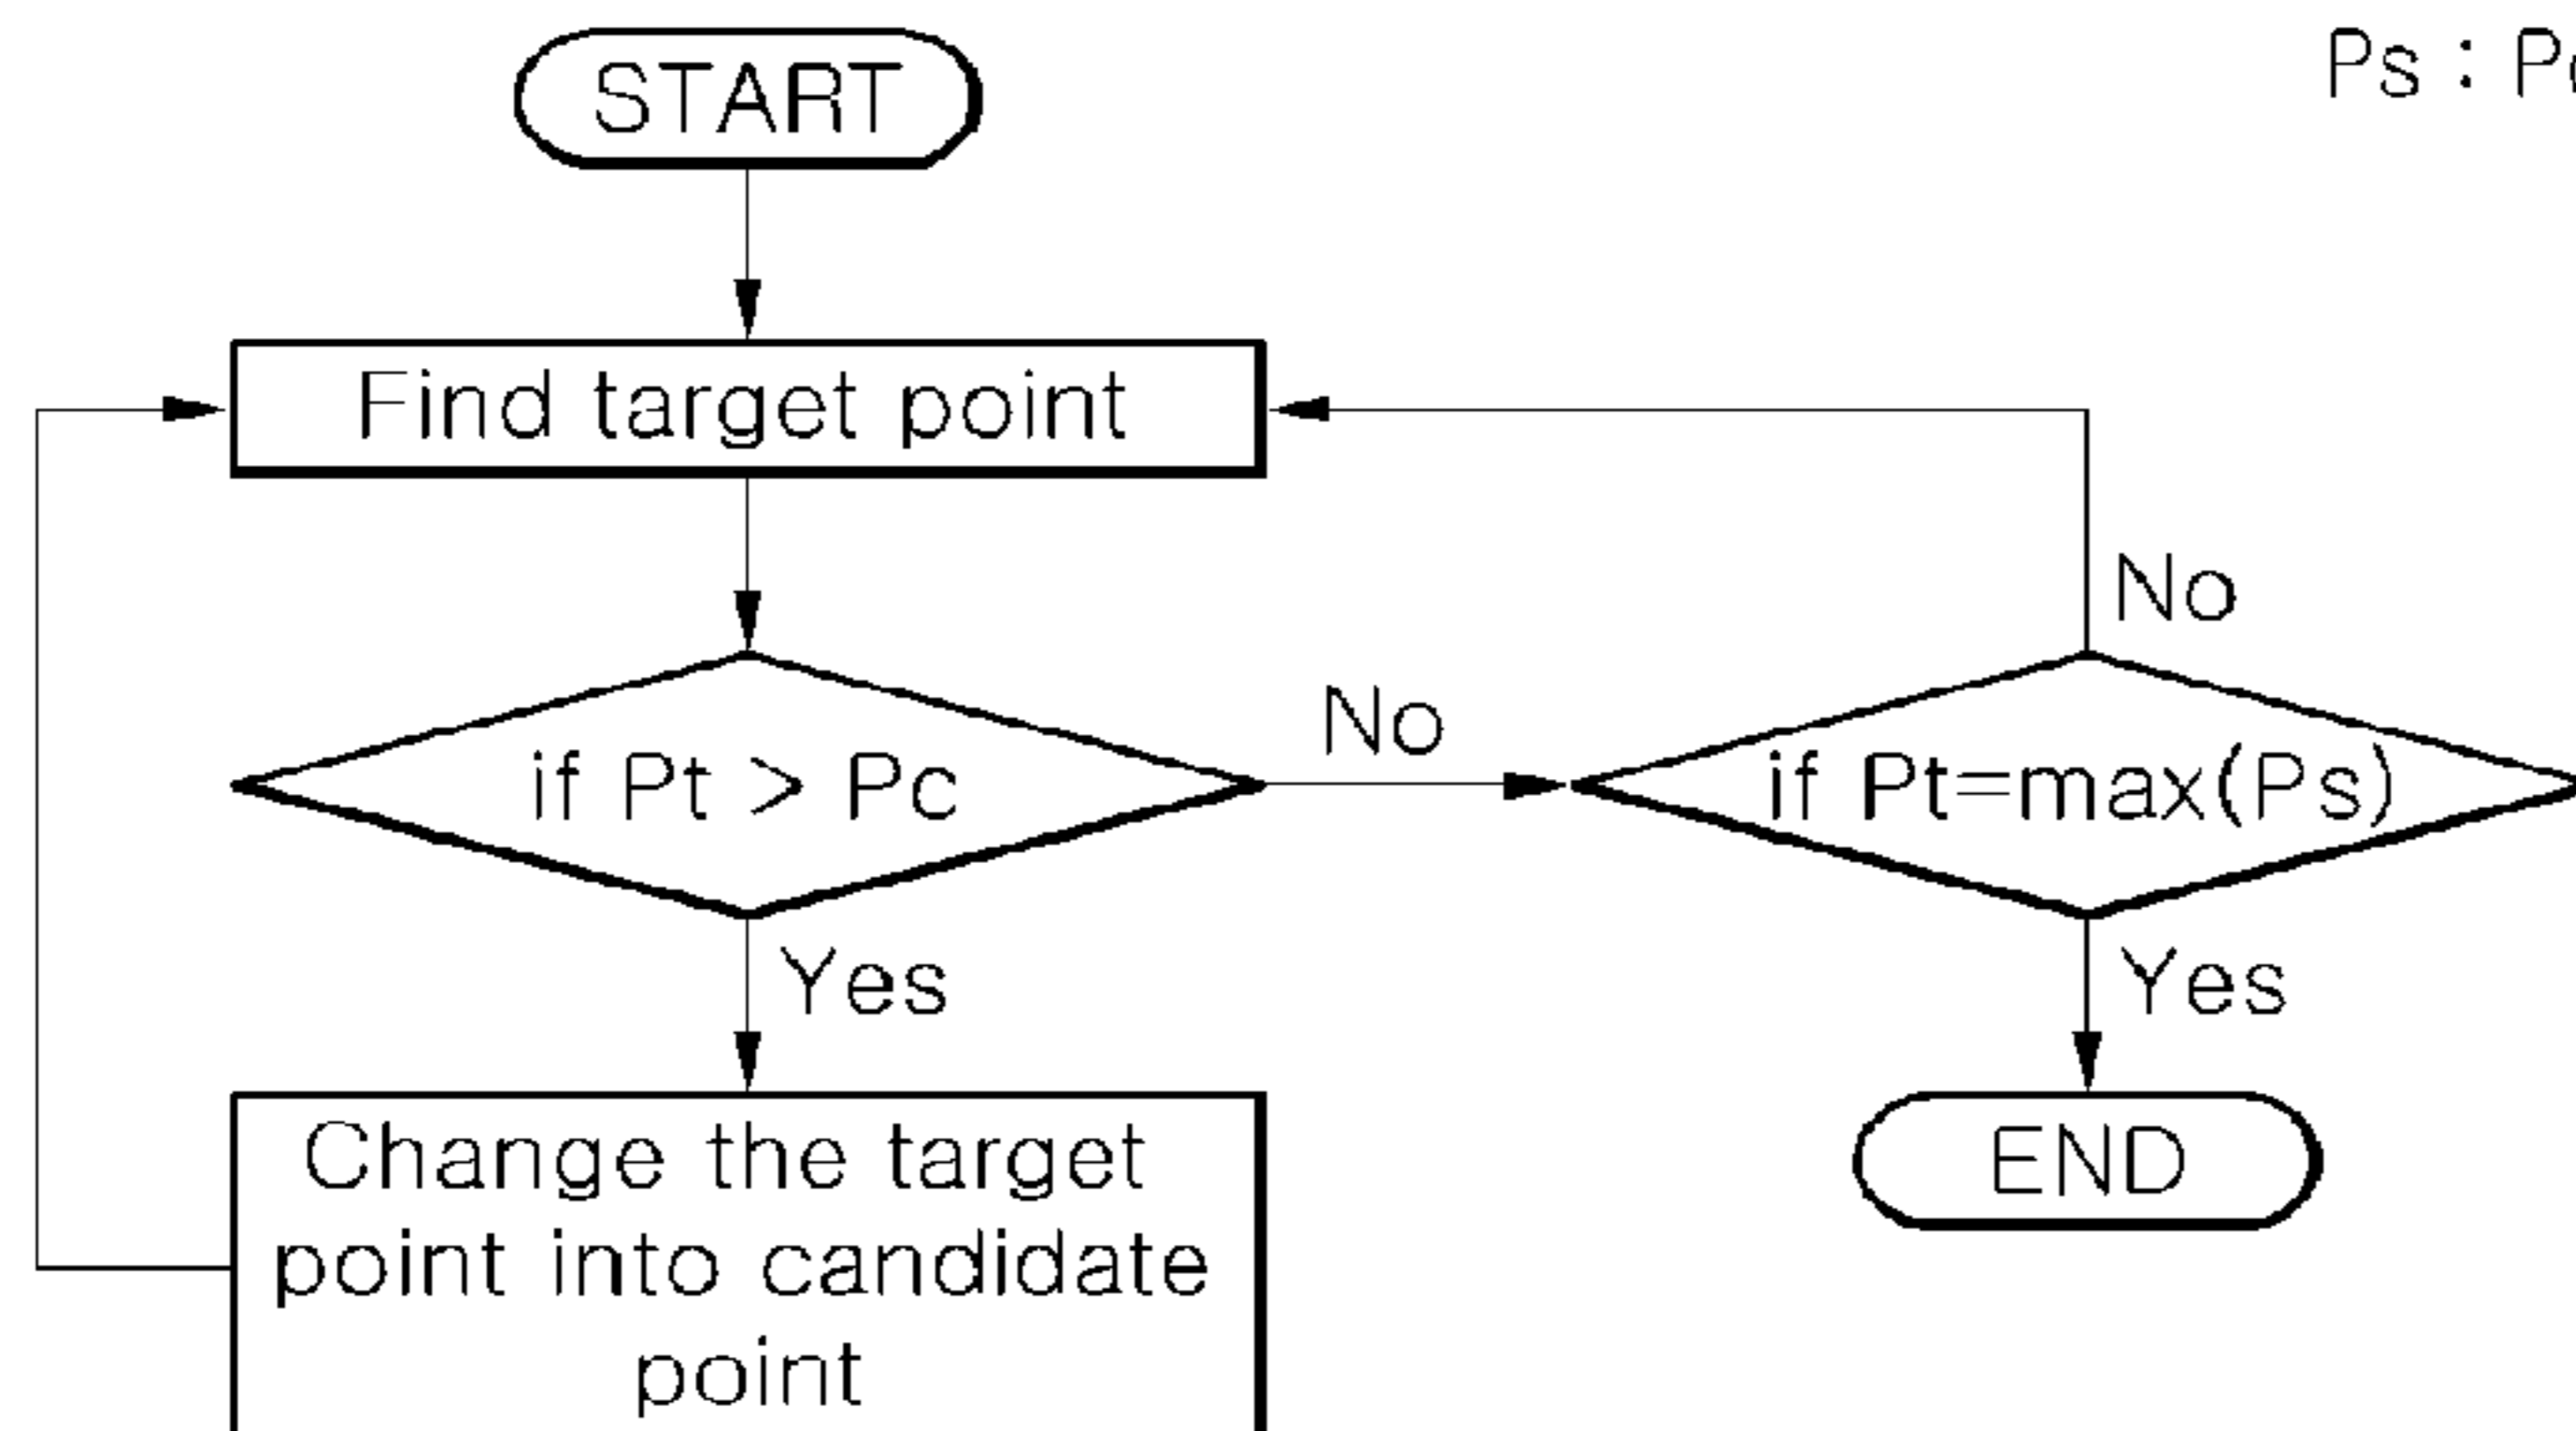 START
Ps :
Find target point
No
No
if Pt > Pc
if Pt=max(Ps)
Yes
Yes
Change the target
point into candidate
point
END